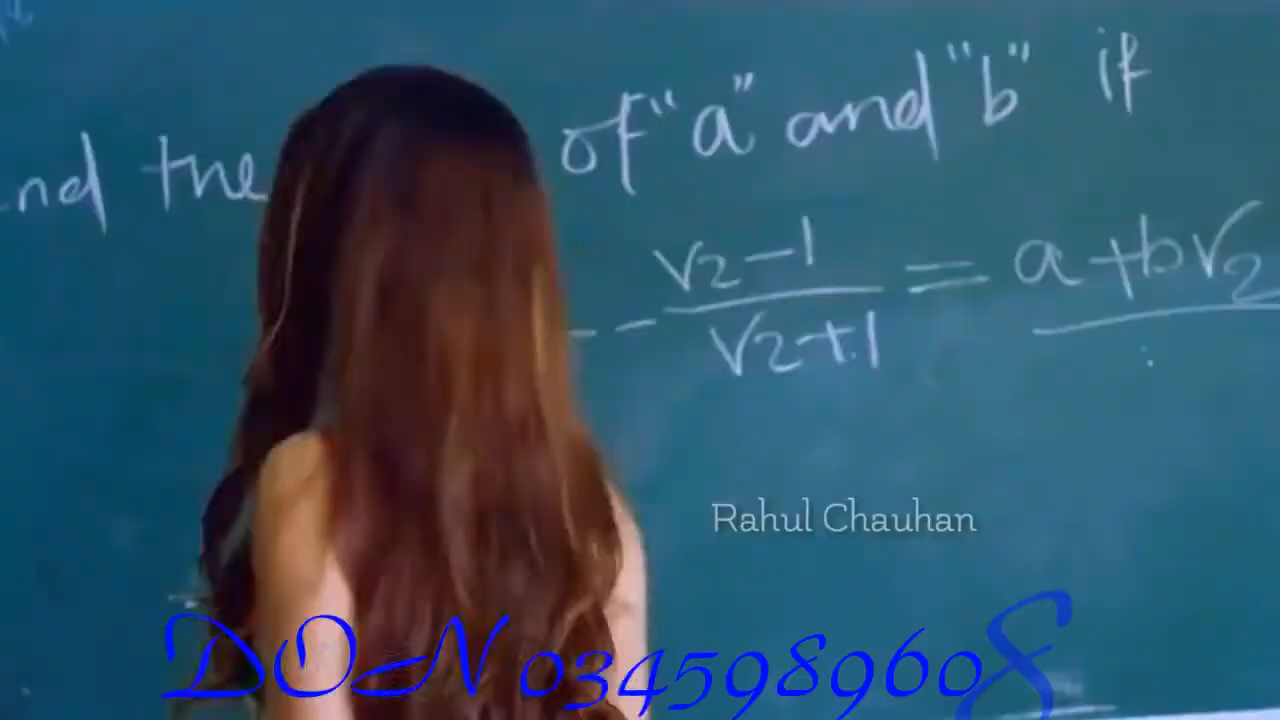 nd the of "a" and "b" if
√2-1 = a+b√2
√2+1
Rahul Chauhan
DON 0345989608